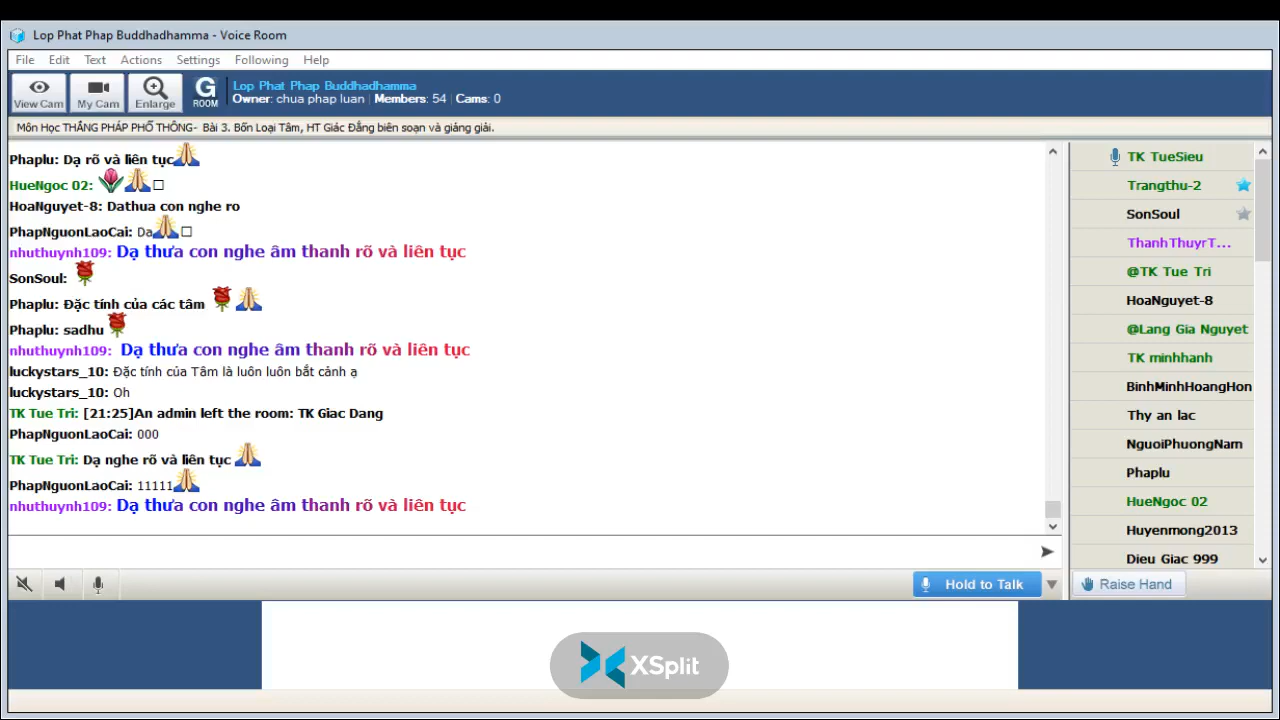 Lop Phat Phap Buddhadhamma - Voice Room
File Edit Text Actions Settings Following Help
View Cam My Cam Enlarge G ROOM
Lop Phat Phap Buddhadhamma
Owner: chua phap luan | Members: 54 | Cams: 0
Môn Học THẮNG PHÁP PHỔ THÔNG- Bài 3. Bốn Loại Tâm, HT Giác Đẳng biên soạn và giảng giải.
Phaplu: Dạ rõ và liên tục
HueNgoc 02:
HoaNguyet-8: Dathua con nghe ro
PhapNguonLaoCai: Da
nhuthuynh109: Dạ thưa con nghe âm thanh rõ và liên tục
SonSoul:
Phaplu: Đặc tính của các tâm
Phaplu: sadhu
nhuthuynh109: Dạ thưa con nghe âm thanh rõ và liên tục
luckystars_10: Đặc tính của Tâm là luôn luôn bắt cảnh ạ
luckystars_10: Oh
TK Tue Tri: [21:25]An admin left the room: TK Giac Dang
PhapNguonLaoCai: 000
TK Tue Tri: Dạ nghe rõ và liên tục
PhapNguonLaoCai: 11111
nhuthuynh109: Dạ thưa con nghe âm thanh rõ và liên tục
TK TueSieu
Trangthu-2
SonSoul
ThanhThuyrT...
@TK Tue Tri
HoaNguyet-8
@Lang Gia Nguyet
TK minhhanh
BinhMinhHoangHon
Thy an lac
NguoiPhuongNam
Phaplu
HueNgoc 02
Huyenmong2013
Dieu Giac 999
Hold to Talk
Raise Hand
XSplit